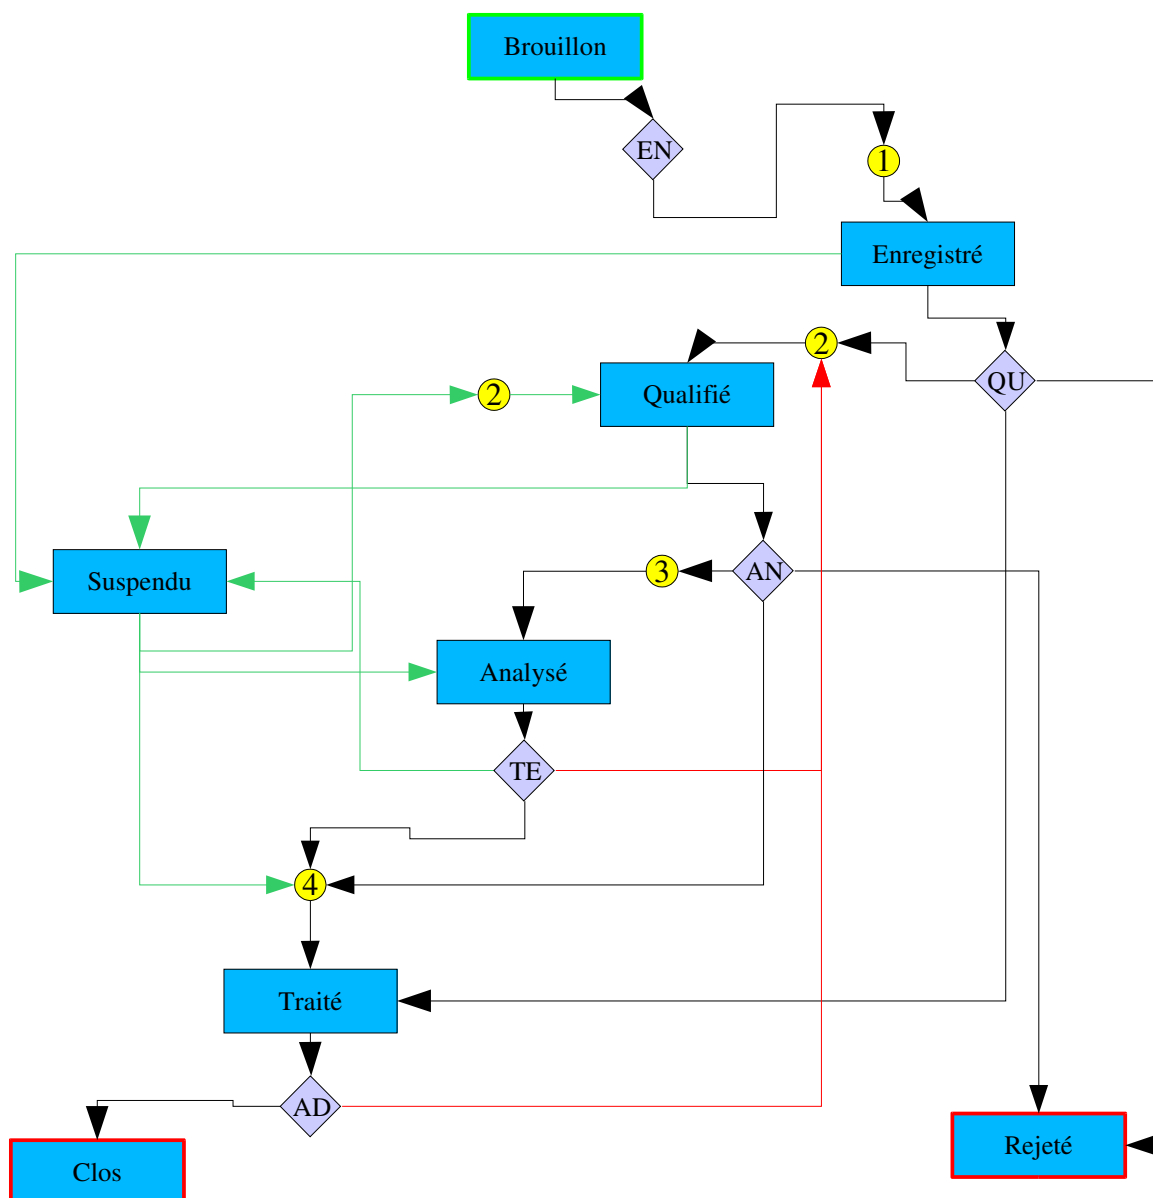 Brouillon
EN
1
Enregistré
2
QU
2
Qualifié
Suspendu
3
AN
Analysé
TE
4
Traité
AD
Rejeté
Clos